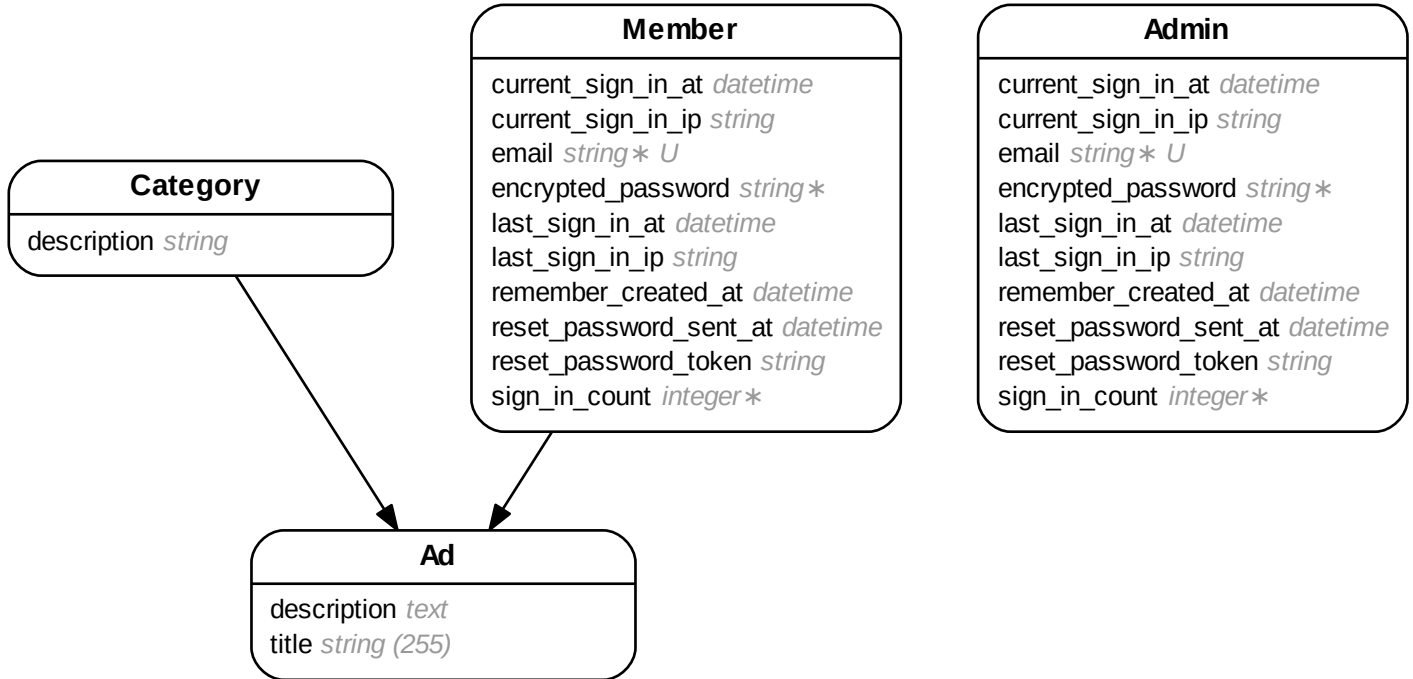 Member
current_sign_in_at datetime
current_sign_in_ip string
email string∗ U
encrypted_password string∗
last_sign_in_at datetime
last_sign_in_ip string
remember_created_at datetime
reset_password_sent_at datetime
reset_password_token string
sign_in_count integer∗
Admin
current_sign_in_at datetime
current_sign_in_ip string
email string∗ U
encrypted_password string∗
last_sign_in_at datetime
last_sign_in_ip string
remember_created_at datetime
reset_password_sent_at datetime
reset_password_token string
sign_in_count integer∗
Category
description string
Ad
description text
title string (255)